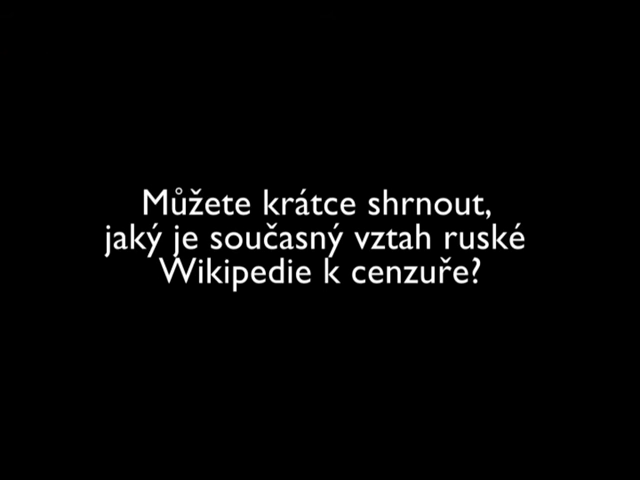 Můžete krátce shrnout,
jaký je současný vztah ruské
Wikipedie k cenzuře?